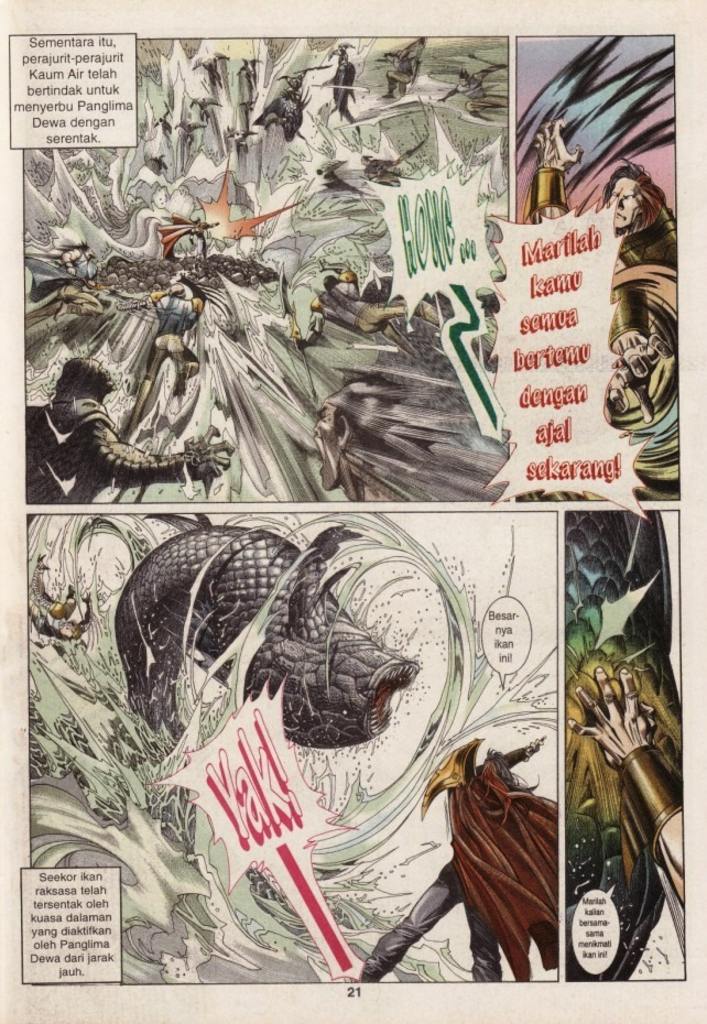 Sementara itu,
perajurit-perajurit
Kaum Air telah
bertindak untuk
menyerbu Panglima
Dewa dengan
serentak.
HONG...
Marilah
kamu
semua
bertemu
dengan
ajal
sekarang!
Besar-
nya
ikan
ini!
Yak!
Seekor ikan
raksasa telah
tersentak oleh
kuasa dalaman
yang diaktifkan
oleh Panglima
Dewa dari jarak
jauh.
Marilah
kalian
bersama-
sama
menikmati
ikan ini!
21